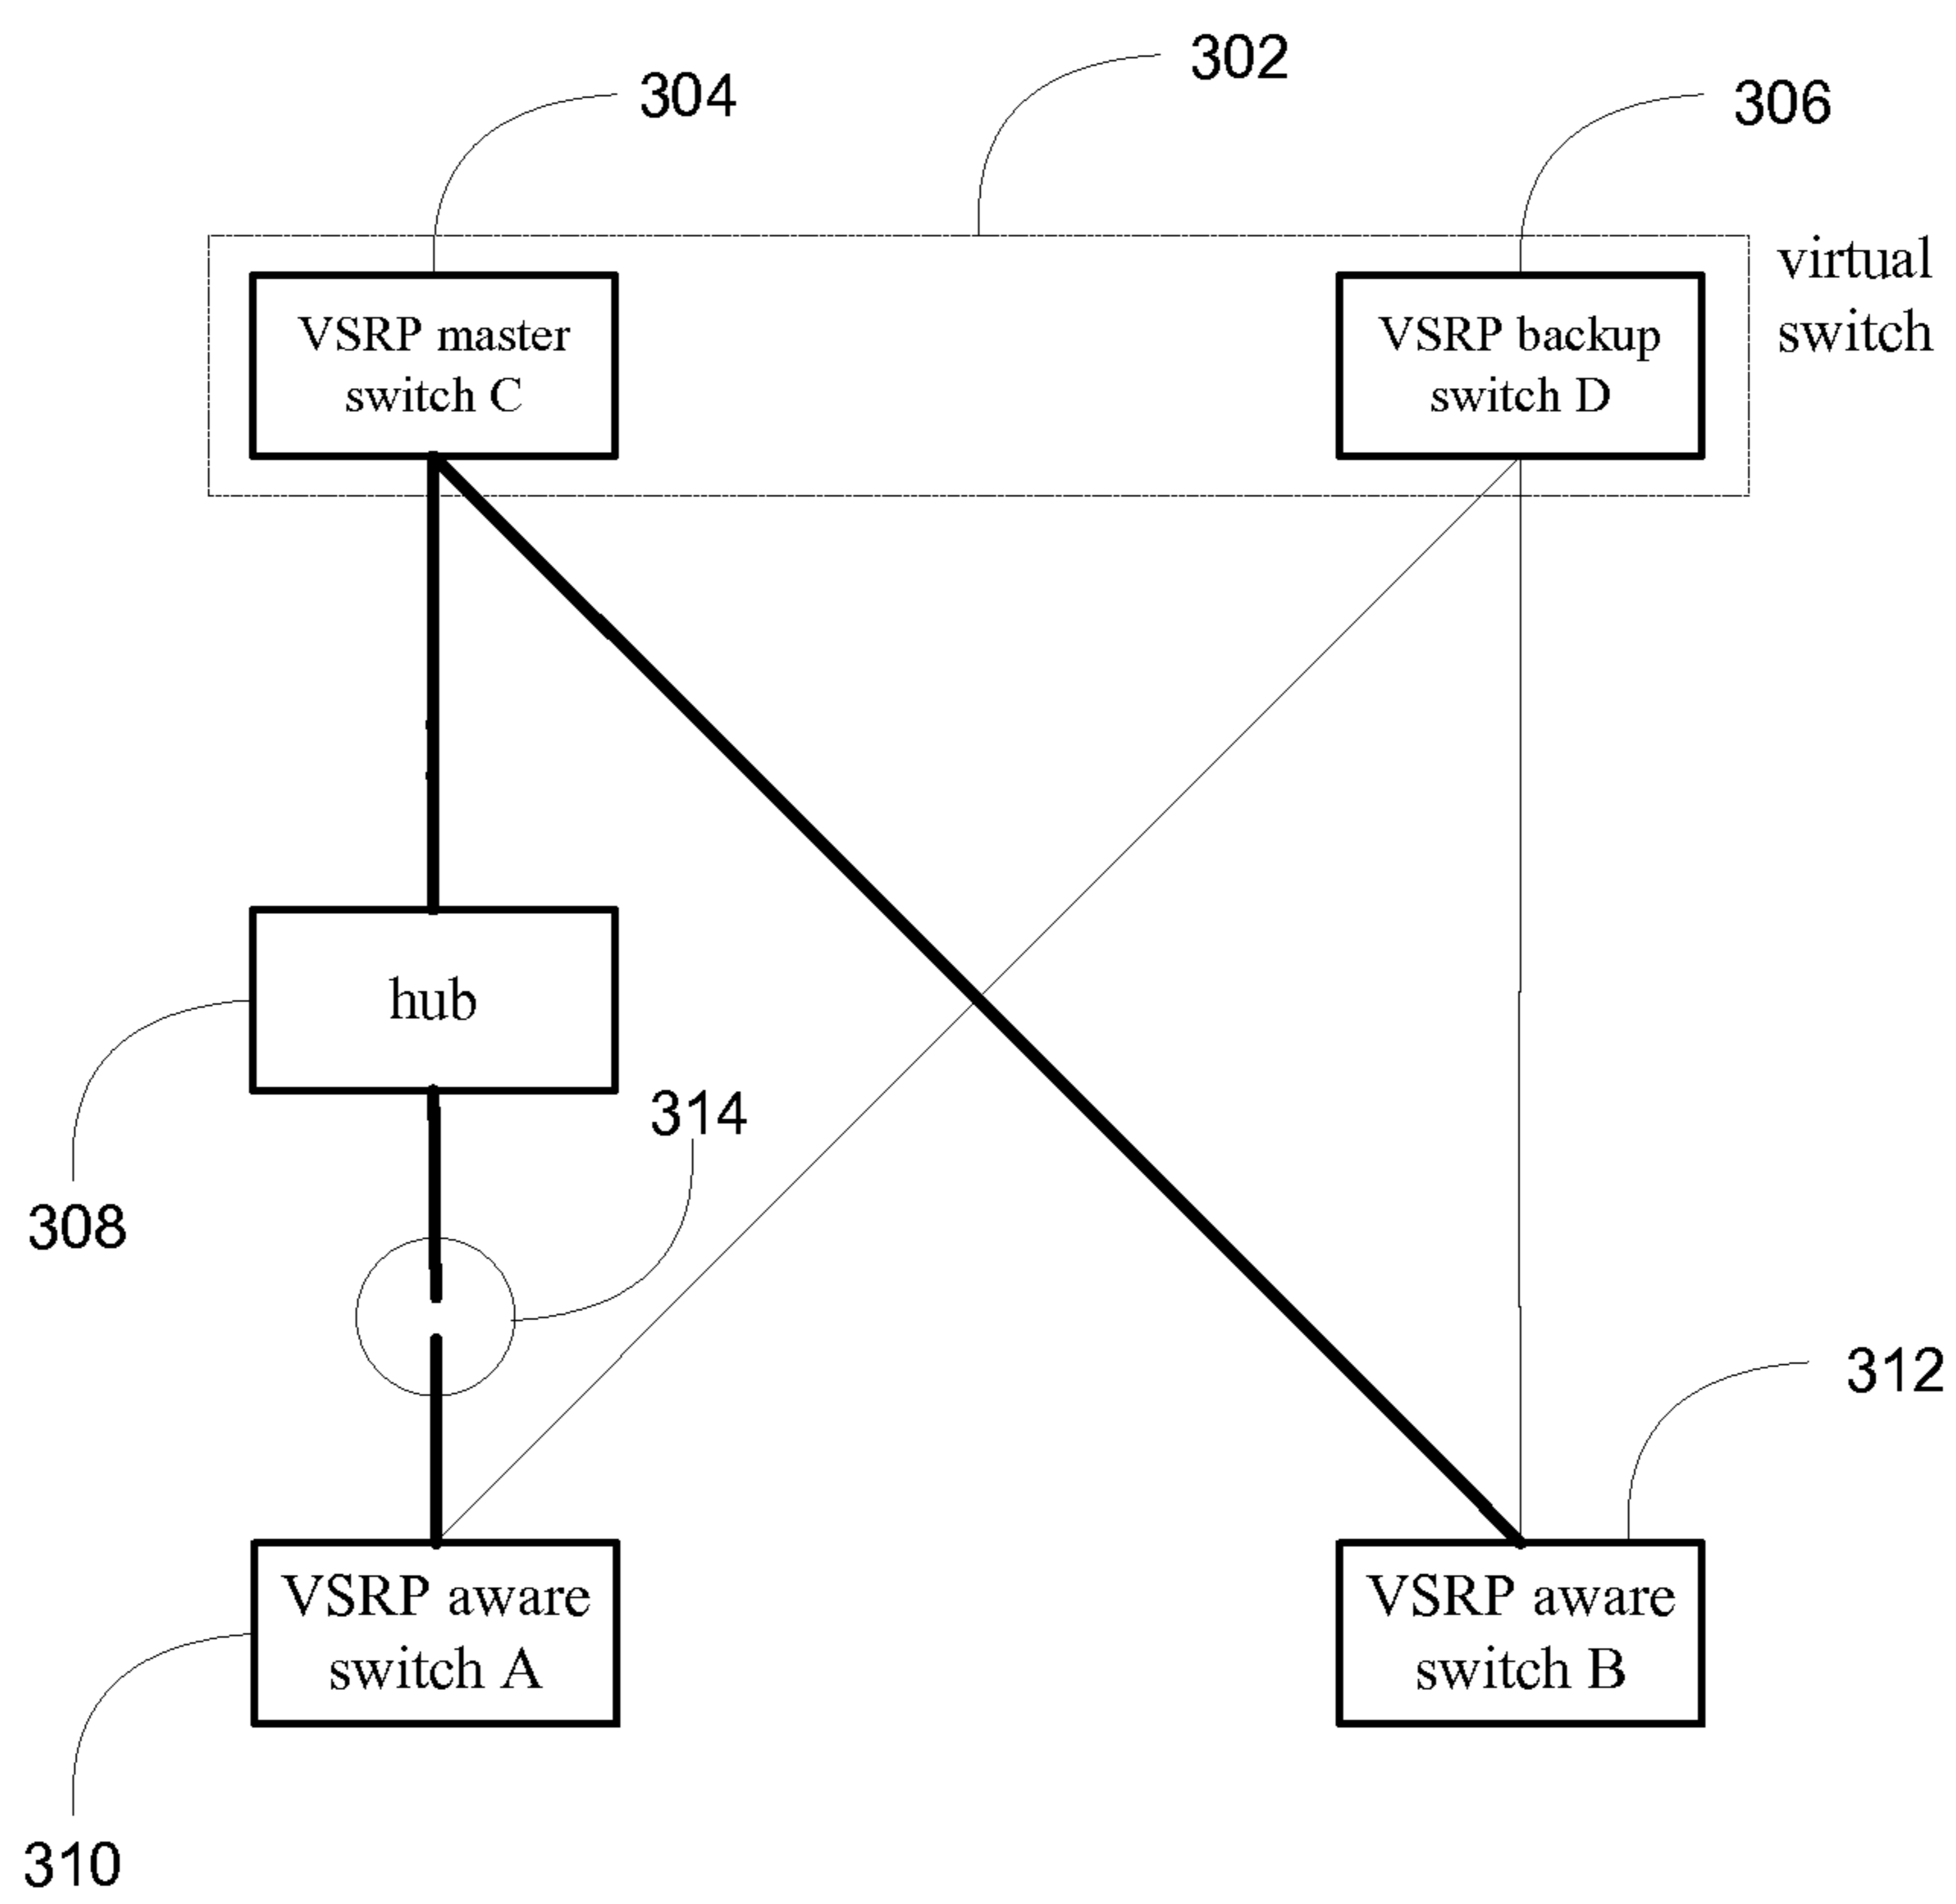 302
304
306
virtual
switch
VSRP master
switch C
VSRP backup
switch D
hub
314
308
312
VSRP aware
switch A
VSRP aware
switch B
310